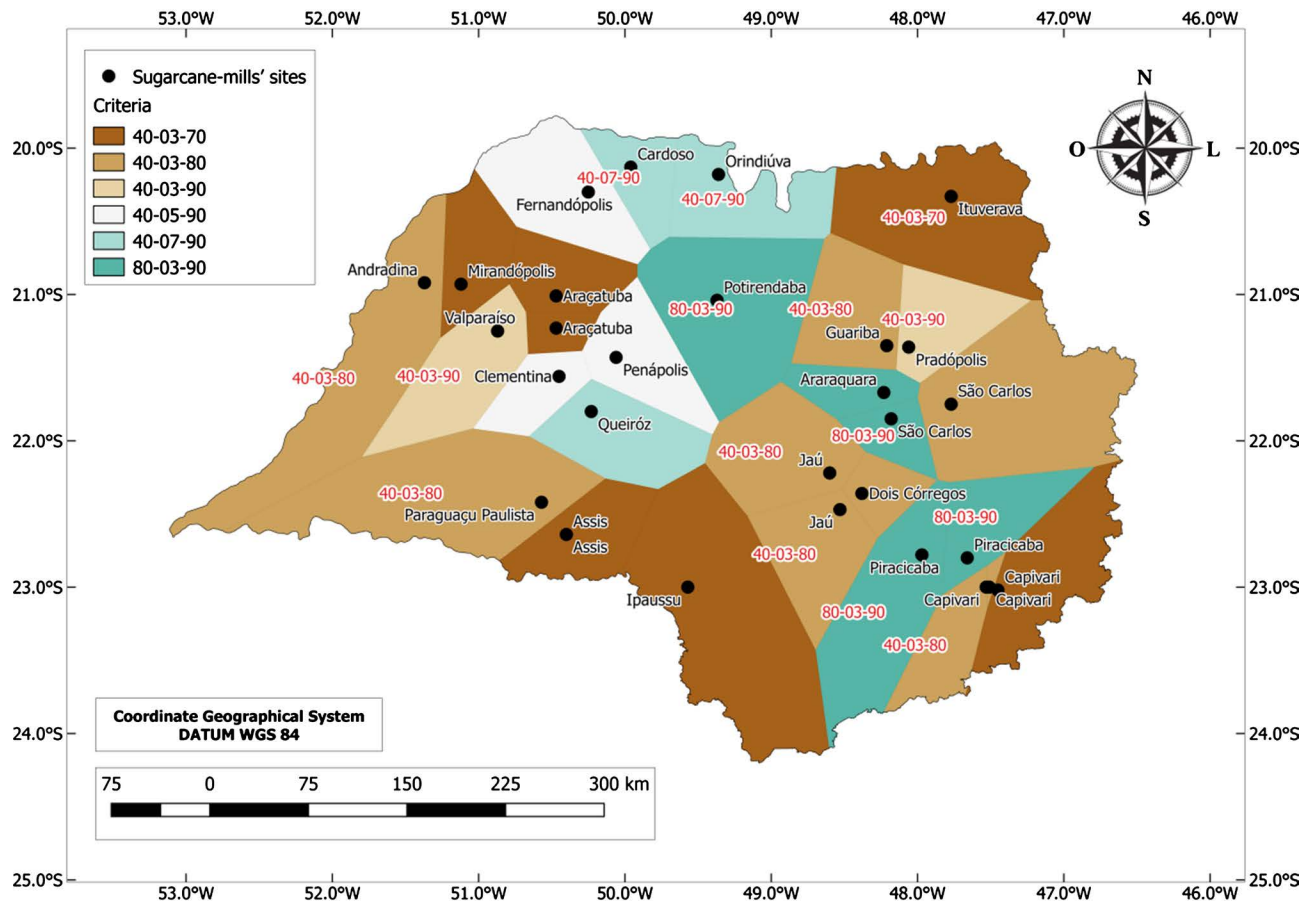 53.0°W 52.0°W 51.0°W 50.0°W 49.0°W 48.0°W 47.0°W 46.0°W
Sugarcane-mills' sites
Criteria
40-03-70
40-03-80
40-03-90
40-05-90
40-07-90
80-03-90
N
O
L
S
20.0°S
20.0°S
21.0°S
21.0°S
22.0°S
22.0°S
23.0°S
23.0°S
24.0°S
24.0°S
25.0°S
25.0°S
Cardoso
40-07-90
Orindiúva
40-07-90
Fernandópolis
40-03-70
Ituverava
Andradina
Mirandópolis
Araçatuba
Potirendaba
80-03-90
40-03-80
40-03-90
Valparaíso
Araçatuba
Guariba
Pradópolis
Penápolis
40-03-80
40-03-90
Clementina
Araraquara
São Carlos
Queiróz
80-03-90
São Carlos
40-03-80
Jaú
40-03-80
Dois Córregos
Paraguaçu Paulista
Jaú
Assis
Assis
80-03-90
40-03-80
Piracicaba
Piracicaba
Ipaussu
Capivari
Capivari
Capivari
80-03-90
40-03-80
Coordinate Geographical System
DATUM WGS 84
75 0 75 150 225 300 km
53.0°W 52.0°W 51.0°W 50.0°W 49.0°W 48.0°W 47.0°W 46.0°W